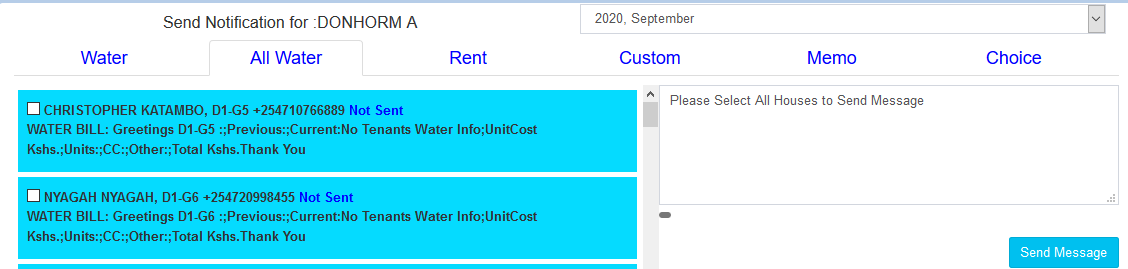 Send Notification for :DONHORM A
2020, September
Water
All Water
Rent
Custom
Memo
Choice
CHRISTOPHER KATAMBO, D1-G5 +254710766889 Not Sent
WATER BILL: Greetings D1-G5 :;Previous:;Current:No Tenants Water Info;UnitCost
Kshs.;Units:;CC:;Other:;Total Kshs.Thank You
NYAGAH NYAGAH, D1-G6 +254720998455 Not Sent
WATER BILL: Greetings D1-G6 :;Previous:;Current:No Tenants Water Info;UnitCost
Kshs.;Units:;CC:;Other:;Total Kshs.Thank You
Please Select All Houses to Send Message
Send Message